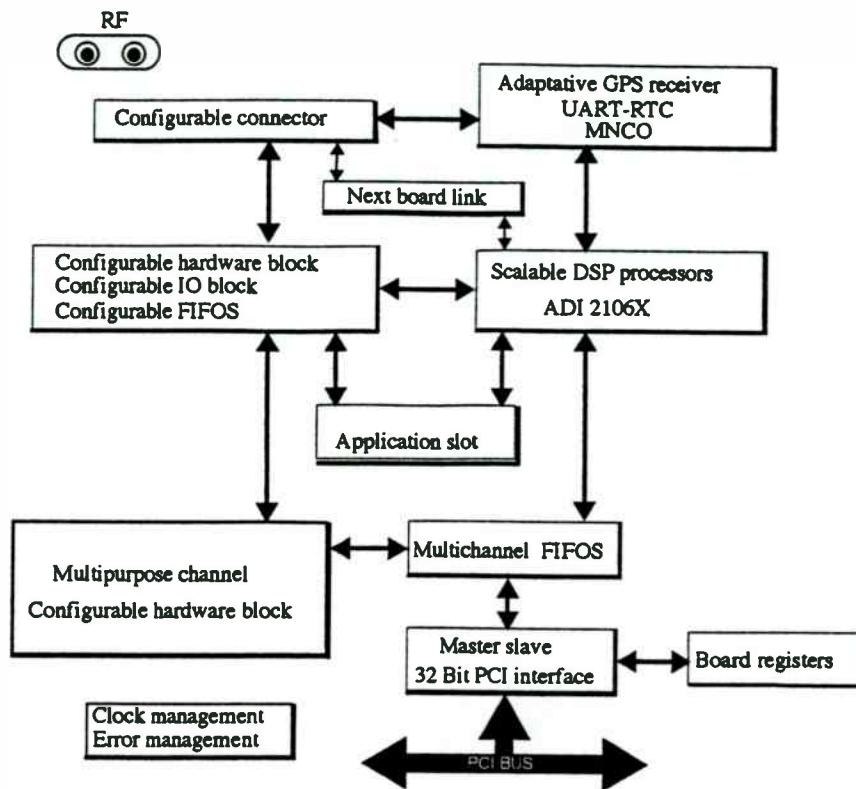 RF
Adaptative GPS receiver
UART-RTC
MNCO
Configurable connector
Next board link
Configurable hardware block
Configurable IO block
Configurable FIFOS
Scalable DSP processors
ADI 2106X
Application slot
Multipurpose channel
Configurable hardware block
Multichannel FIFOS
Master slave
32 Bit PCI interface
Board registers
Clock management
Error management
PCI BUS